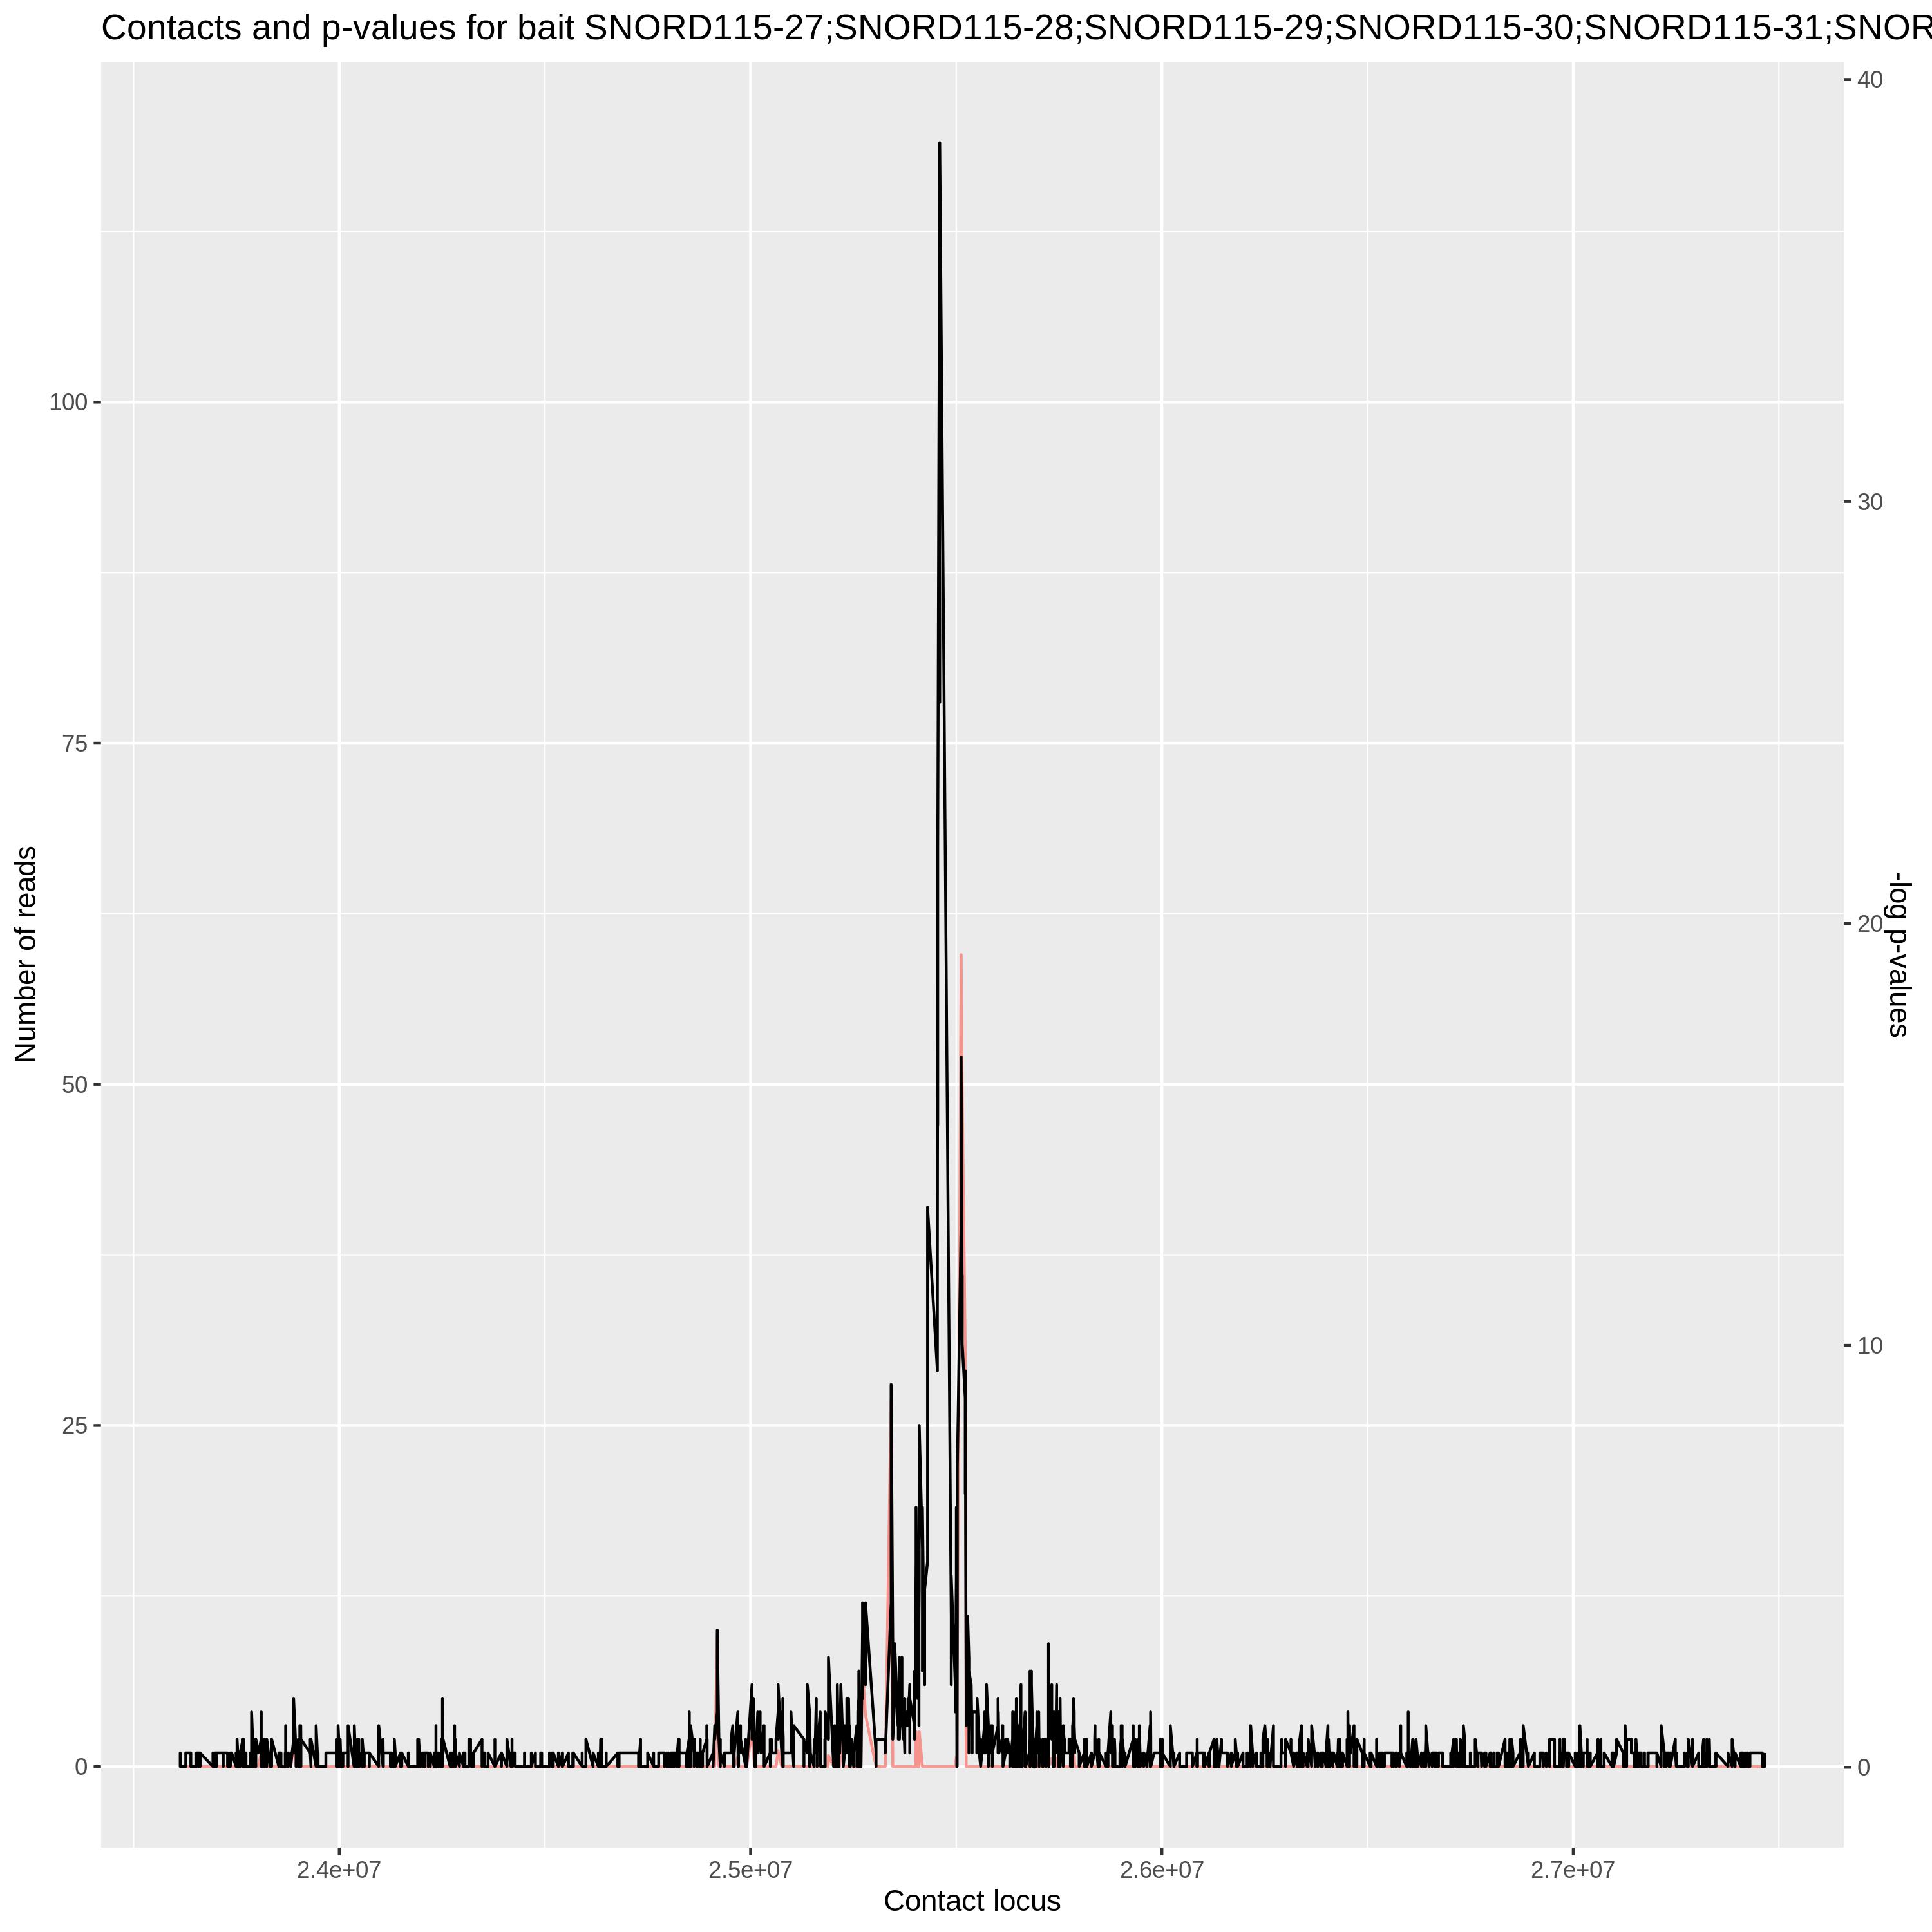 Contacts and p-values for bait SNORD115-27;SNORD115-28;SNORD115-29;SNORD115-30;SNORD115-31;SNOR
40
30
20
10
0
-log p-values
100
75
50
25
0
Number of reads
2.4e+07
2.5e+07
2.6e+07
2.7e+07
Contact locus